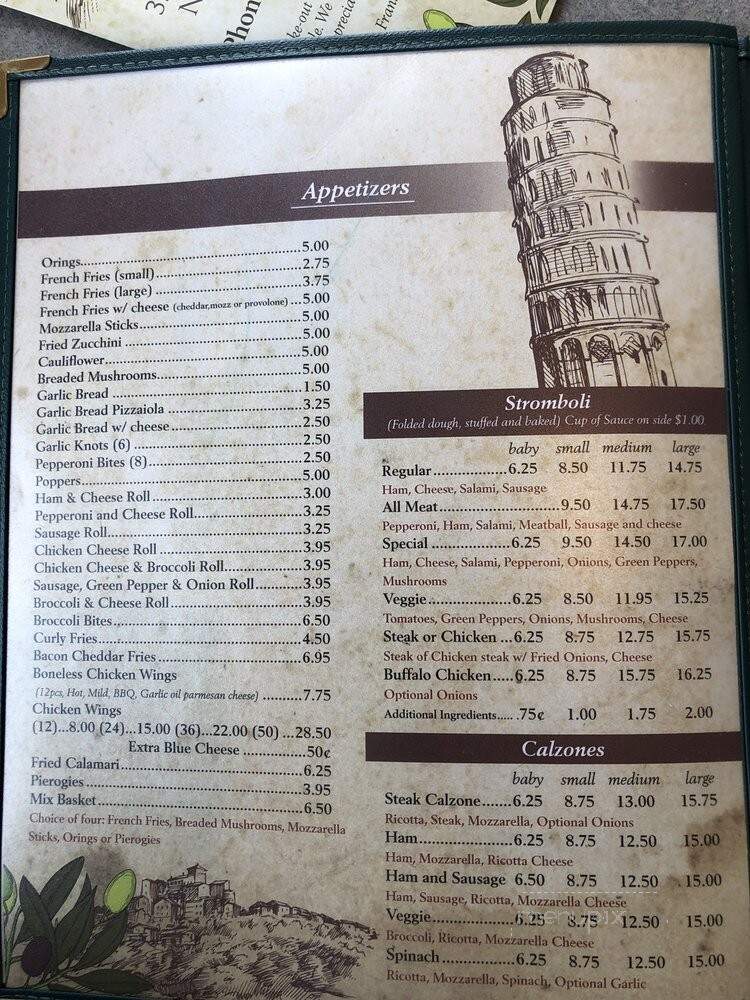 Phon
le. We
Fran
Appetizers
Orings.....5.00
French Fries (small).....2.75
French Fries (large) .....3.75
French Fries w/ cheese (cheddar,mozz or provolone) ...5.00
Mozzarella Sticks.....5.00
Fried Zucchini .....5.00
Cauliflower.....5.00
Breaded Mushrooms.....5.00
Garlic Bread .....1.50
Garlic Bread Pizzaiola .....3.25
Garlic Bread w/ cheese.....2.50
Garlic Knots (6) .....2.50
Pepperoni Bites (8).....2.50
Poppers.....5.00
Ham & Cheese Roll.....3.00
Pepperoni and Cheese Roll.....3.25
Sausage Roll.....3.25
Chicken Cheese Roll .....3.95
Chicken Cheese & Broccoli Roll.....3.95
Sausage, Green Pepper & Onion Roll.....3.95
Broccoli & Cheese Roll.....3.95
Broccoli Bites.....6.50
Curly Fries.....4.50
Bacon Cheddar Fries.....6.95
Boneless Chicken Wings
(12pcs, Hot, Mild, BBQ, Garlic oil parmesan cheese) .....7.75
Chicken Wings
(12)...8.00 (24)...15.00 (36)...22.00 (50) ...28.50
Extra Blue Cheese .....50¢
Fried Calamari.....6.25
Pierogies.....3.95
Mix Basket.....6.50
Choice of four: French Fries, Breaded Mushrooms, Mozzarella
Sticks, Orings or Pierogies
Stromboli
(Folded dough, stuffed and baked) Cup of Sauce on side $1.00
baby small medium large
Regular.....6.25 8.50 11.75 14.75
Ham, Cheese, Salami, Sausage
All Meat.....9.50 14.75 17.50
Pepperoni, Ham, Salami, Meatball, Sausage and cheese
Special .....6.25 9.50 14.50 17.00
Ham, Cheese, Salami, Pepperoni, Onions, Green Peppers,
Mushrooms
Veggie.....6.25 8.50 11.95 15.25
Tomatoes, Green Peppers, Onions, Mushrooms, Cheese
Steak or Chicken ...6.25 8.75 12.75 15.75
Steak of Chicken steak w/ Fried Onions, Cheese
Buffalo Chicken.....6.25 8.75 15.75 16.25
Optional Onions
Additional Ingredients..... .75¢ 1.00 1.75 2.00
Calzones
baby small medium large
Steak Calzone.......6.25 8.75 13.00 15.75
Ricotta, Steak, Mozzarella, Optional Onions
Ham.....6.25 8.75 12.50 15.00
Ham, Mozzarella, Ricotta Cheese
Ham and Sausage 6.50 8.75 12.50 15.00
Ham, Sausage, Ricotta, Mozzarella Cheese
Veggie.....6.25 8.75 12.50 15.00
Broccoli, Ricotta, Mozzarella Cheese
Spinach.....6.25 8.75 12.50 15.00
Ricotta, Mozzarella, Spinach, Optional Garlic
menupix